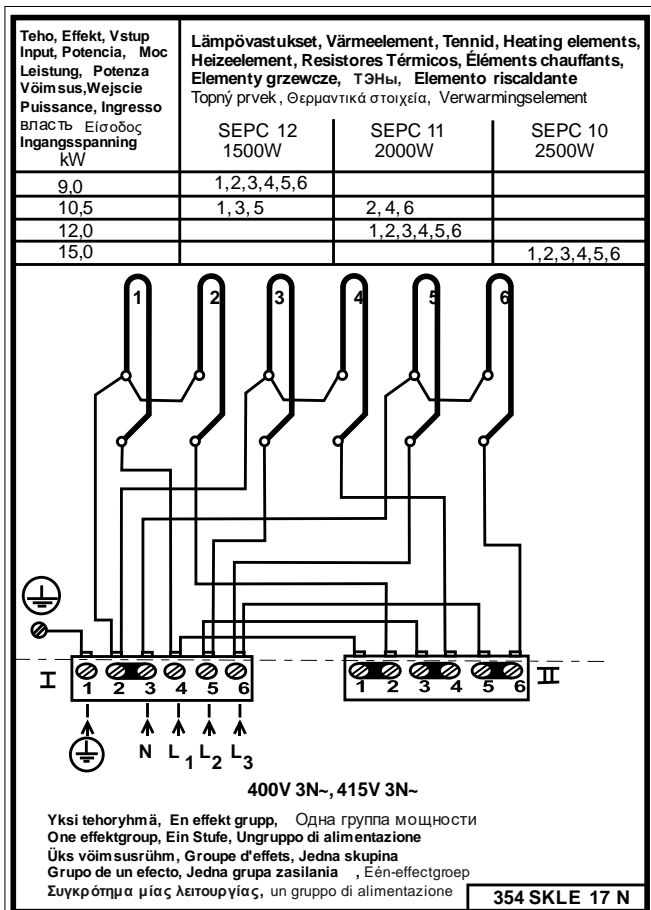 Teho, Effekt, Vstup
Input, Potencia, Moc
Leistung, Potenza
Vöimsus,Wejscie
Puissance, Ingresso
власть Είσοδος
Ingangsspanning
kW
Lämpövastukset, Värmeelement, Tennid, Heating elements,
Heizeelement, Resistores Térmicos, Éléments chauffants,
Elementy grzewcze, ТЭНы, Elemento riscaldante
Topný prvek, Θερμαντικά στοιχεία, Verwarmingselement
SEPC 12 SEPC 11 SEPC 10
1500W 2000W 2500W
9,0 1,2,3,4,5,6
10,5 1,3,5 2,4,6
12,0 1,2,3,4,5,6
15,0 1,2,3,4,5,6
1 2 3 4 5 6
I 1 2 3 4 5 6 1 2 3 4 5 6 II
N L1 L2 L3
400V 3N~, 415V 3N~
Yksi tehoryhmä, En effekt grupp, Одна группа мощности
One effektgroup, Ein Stufe, Ungruppo di alimentazione
Üks vöimsusrühm, Groupe d'effets, Jedna skupina
Grupo de un efecto, Jedna grupa zasilania , Eén-effectgroep
Συγκρότημα μίας λειτουργίας, un gruppo di alimentazione
354 SKLE 17 N